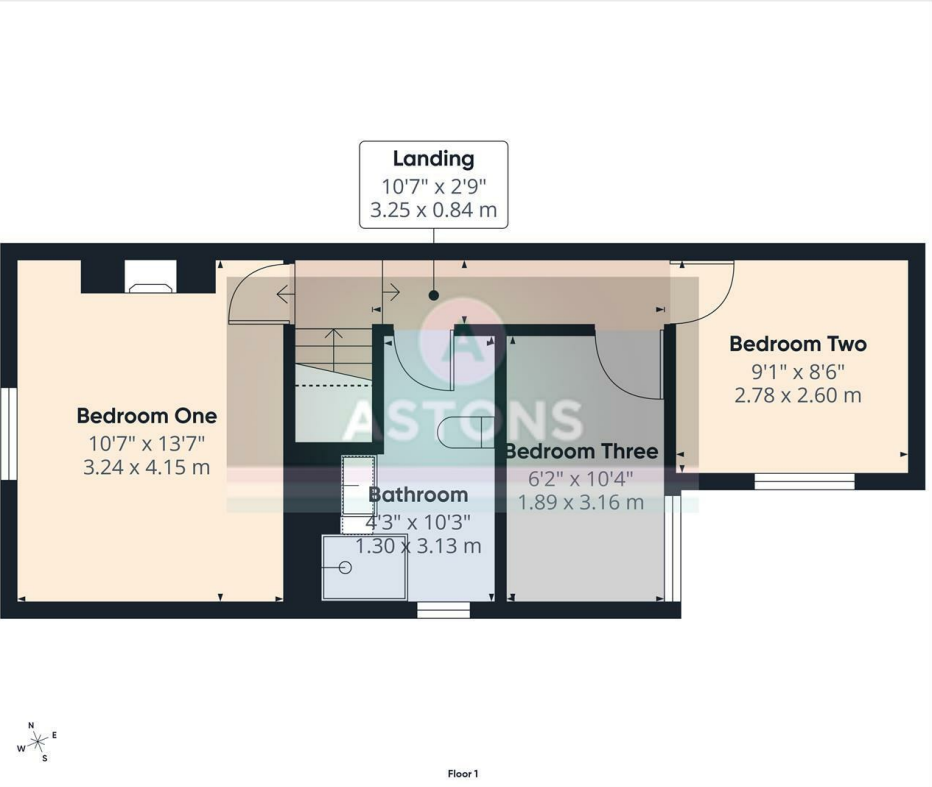 Landing
10'7" x 2'9"
3.25 x 0.84 m
Bedroom Two
9'1" x 8'6"
2.78 x 2.60 m
A
ASTONS
Bedroom One
10'7" x 13'7"
3.24 x 4.15 m
Bedroom Three
6'2" x 10'4"
1.89 x 3.16 m
Bathroom
4'3" x 10'3"
1.30 x 3.13 m
N
E
W
S
Floor 1